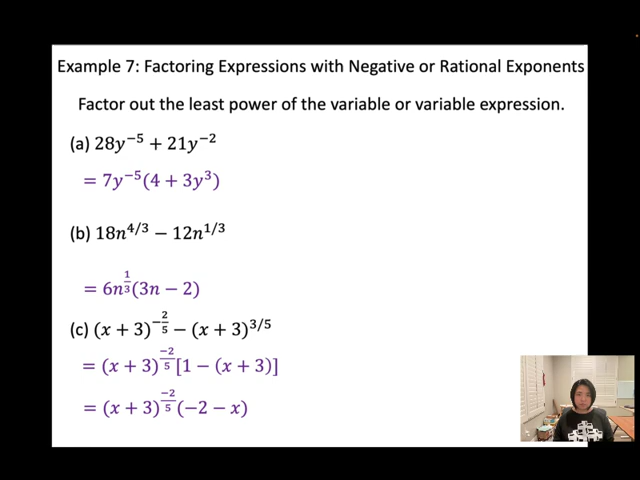 Example 7: Factoring Expressions with Negative or Rational Exponents
Factor out the least power of the variable or variable expression.
(a) 28y⁻⁵ + 21y⁻²
= 7y⁻⁵(4 + 3y³)
(b) 18n^{4/3} − 12n^{1/3}
= 6n^{1/3}(3n − 2)
(c) (x + 3)^{−2/5} − (x + 3)^{3/5}
= (x + 3)^{−2/5}[1 − (x + 3)]
= (x + 3)^{−2/5}(−2 − x)